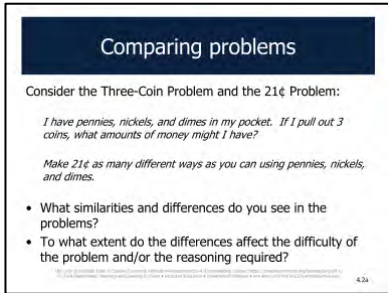 Comparing problems
Consider the Three-Coin Problem and the 21¢ Problem:
I have pennies, nickels, and dimes in my pocket. If I pull out 3
coins, what amounts of money might I have?
Make 21¢ as many different ways as you can using pennies, nickels,
and dimes.
• What similarities and differences do you see in the
problems?
• To what extent do the differences affect the difficulty of
the problem and/or the reasoning required?
4.2a